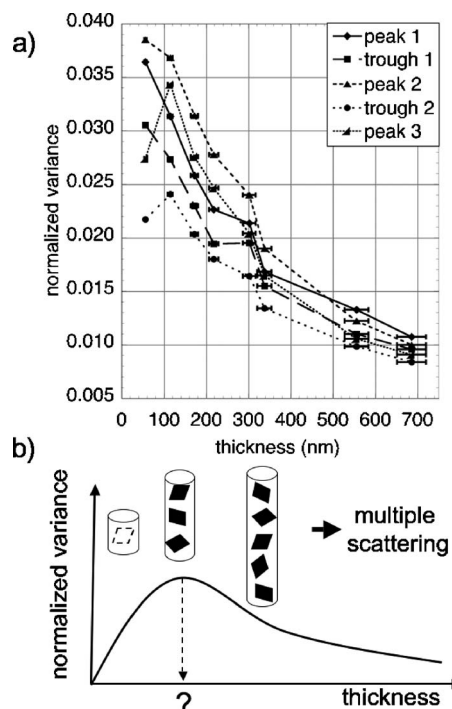 a)
0.040
0.035
0.030
0.025
0.020
0.015
0.010
0.005
normalized variance
peak 1
trough 1
peak 2
trough 2
peak 3
0 100 200 300 400 500 600 700
thickness (nm)
b)
normalized variance
multiple
scattering
?
thickness